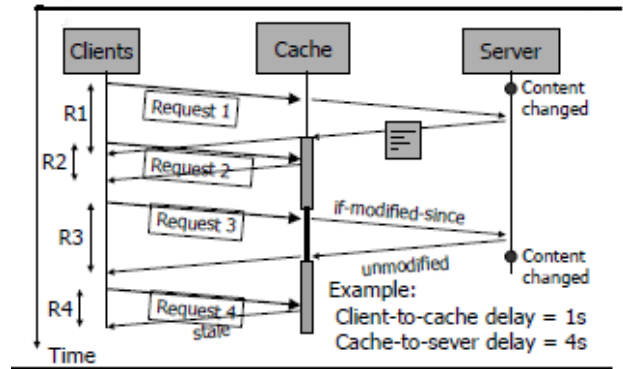 Clients
Cache
Server
Content
changed
R1
Request 1
R2
Request 2
R3
Request 3
if-modified-since
unmodified
Content
changed
R4
Request 4
stale
Example:
Client-to-cache delay = 1s
Cache-to-sever delay = 4s
Time